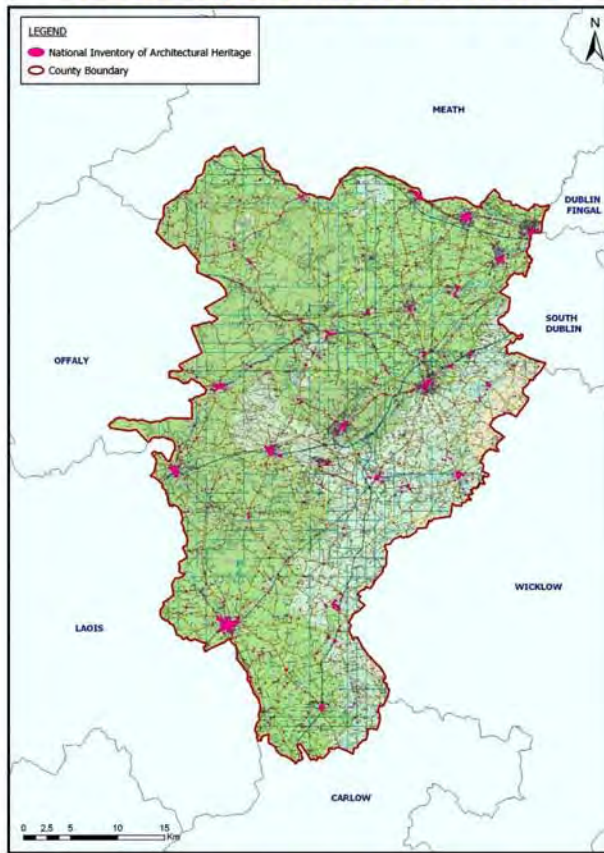 LEGEND
National Inventory of Architectural Heritage
County Boundary
N
MEATH
DUBLIN
FINGAL
SOUTH
DUBLIN
OFFALY
WICKLOW
LAOIS
CARLOW
0 2.5 5 10 15
Km